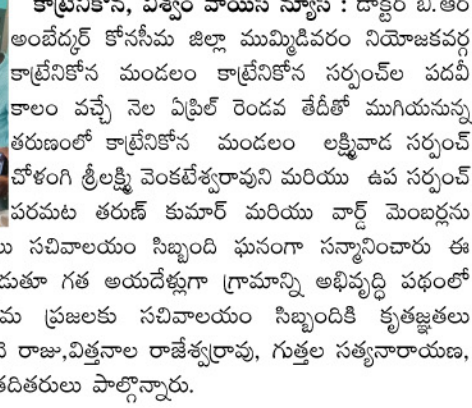 కాట్రేనికోన, విశ్వం వాయిస్ న్యూస్ : డాక్టర్ బి.ఆర్
అంబేద్కర్ కోనసీమ జిల్లా ముమ్మిడివరం నియోజకవర్గ
కాట్రేనికోన మండలం కాట్రేనికోన సర్పంచ్‌ల పదవీ
కాలం వచ్చే నెల ఏప్రిల్ రెండవ తేదీతో ముగియనున్న
తరుణంలో కాట్రేనికోన మండలం లక్ష్మివాడ సర్పంచ్
చోళంగి శ్రీలక్ష్మి వెంకటేశ్వరరావుని మరియు ఉప సర్పంచ్
పరమట తరుణ్ కుమార్ మరియు వార్డ్ మెంబర్లను
సచివాలయం సిబ్బంది ఘనంగా సన్మానించారు ఈ
గత అయదేళ్లుగా గ్రామాన్ని అభివృద్ధి పథంలో
ప్రజలకు సచివాలయం సిబ్బందికి కృతజ్ఞతలు
రాజు,విత్తనాల రాజేశ్వర్రావు, గుత్తల సత్యనారాయణ,
తదితరులు పాల్గొన్నారు.